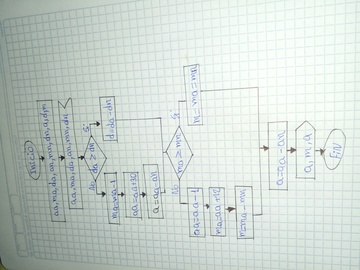 Inicio
aa, ma, da, an, mn, dn, a, d, m
aa, ma, da, an, mn, dn
No
da ≥ dn
Si
ma = ma - 1
d = da - dn
aa = aa + 30
a = aa - an
No
ma ≥ mn
Si
aa = aa - 1
m = ma = mn
ma = aa + 12
m = ma - mn
a = aa - an
a, m, a
FiN